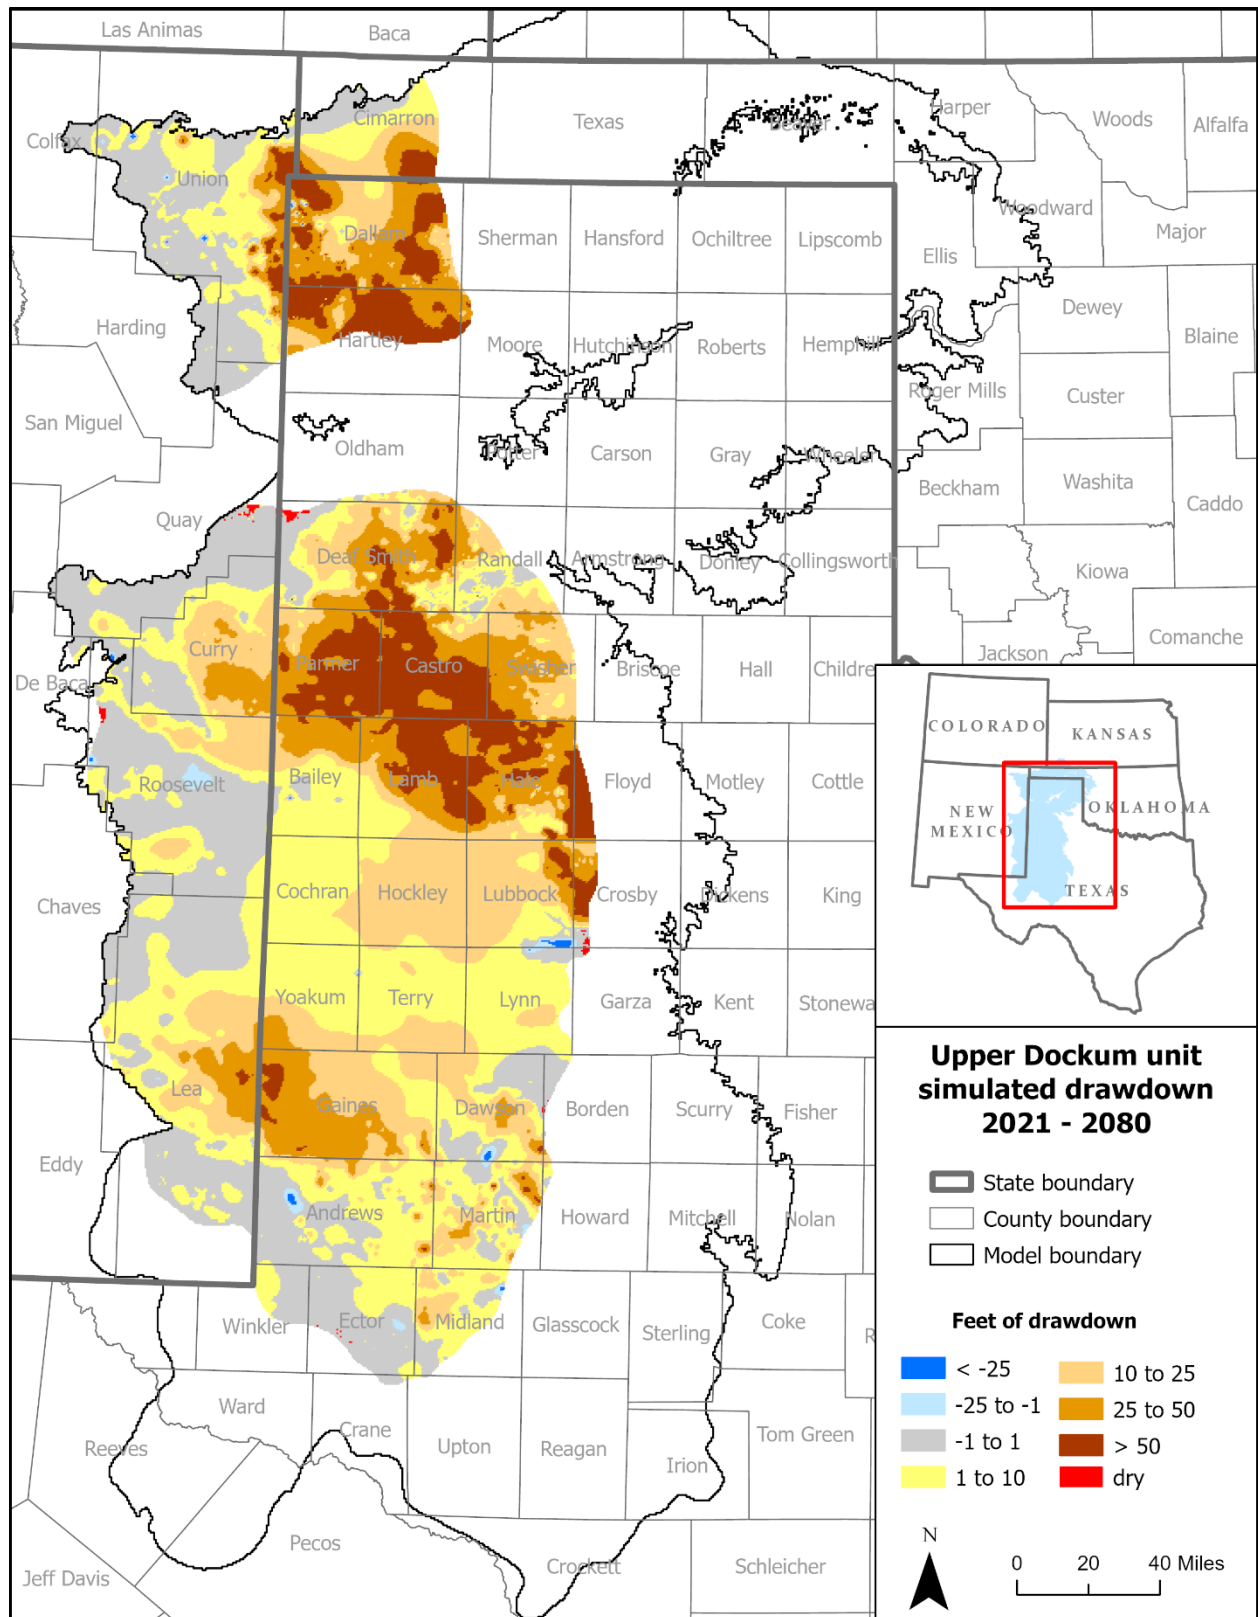 Las Animas
Baca
Cimarron
Texas
Beaver
Harper
Woods
Alfalfa
Colfax
Union
Woodward
Major
Dallam
Sherman
Hansford
Ochiltree
Lipscomb
Ellis
Harding
Hartley
Moore
Hutchinson
Roberts
Hemphill
Dewey
Blaine
Roger Mills
Custer
San Miguel
Oldham
Potter
Carson
Gray
Wheeler
Beckham
Washita
Caddo
Quay
Deaf Smith
Randall
Armstrong
Donley
Collingsworth
Kiowa
Comanche
Curry
Parmer
Castro
Swisher
Briscoe
Hall
Childre
Jackson
De Baca
Roosevelt
Bailey
Lamb
Hale
Floyd
Motley
Cottle
Chaves
Cochran
Hockley
Lubbock
Crosby
Dickens
King
Yoakum
Terry
Lynn
Garza
Kent
Stonewa
Lea
Gaines
Dawson
Borden
Scurry
Fisher
Eddy
Andrews
Martin
Howard
Mitchell
Nolan
Winkler
Ector
Midland
Glasscock
Sterling
Coke
R
Ward
Crane
Upton
Reagan
Irion
Tom Green
Reeves
Pecos
Crockett
Schleicher
Jeff Davis
COLORADO
KANSAS
NEW
MEXICO
OKLAHOMA
TEXAS
Upper Dockum unit
simulated drawdown
2021 - 2080
State boundary
County boundary
Model boundary
Feet of drawdown
< -25
-25 to -1
-1 to 1
1 to 10
10 to 25
25 to 50
> 50
dry
N
0 20 40 Miles